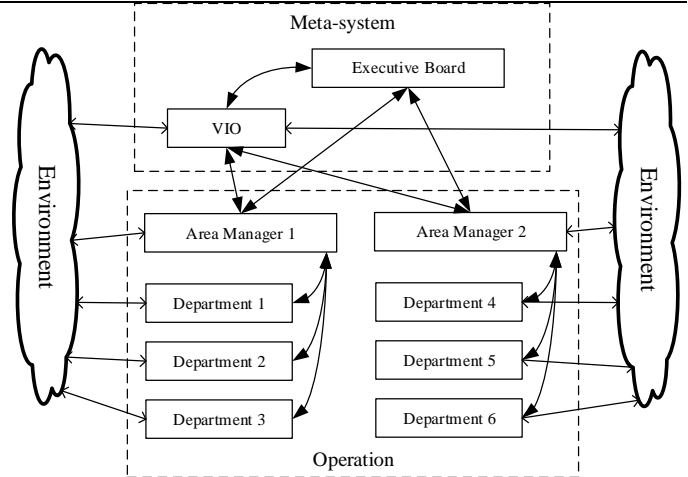 Meta-system
Executive Board
VIO
Environment
Environment
Area Manager 1
Area Manager 2
Department 1
Department 4
Department 2
Department 5
Department 3
Department 6
Operation